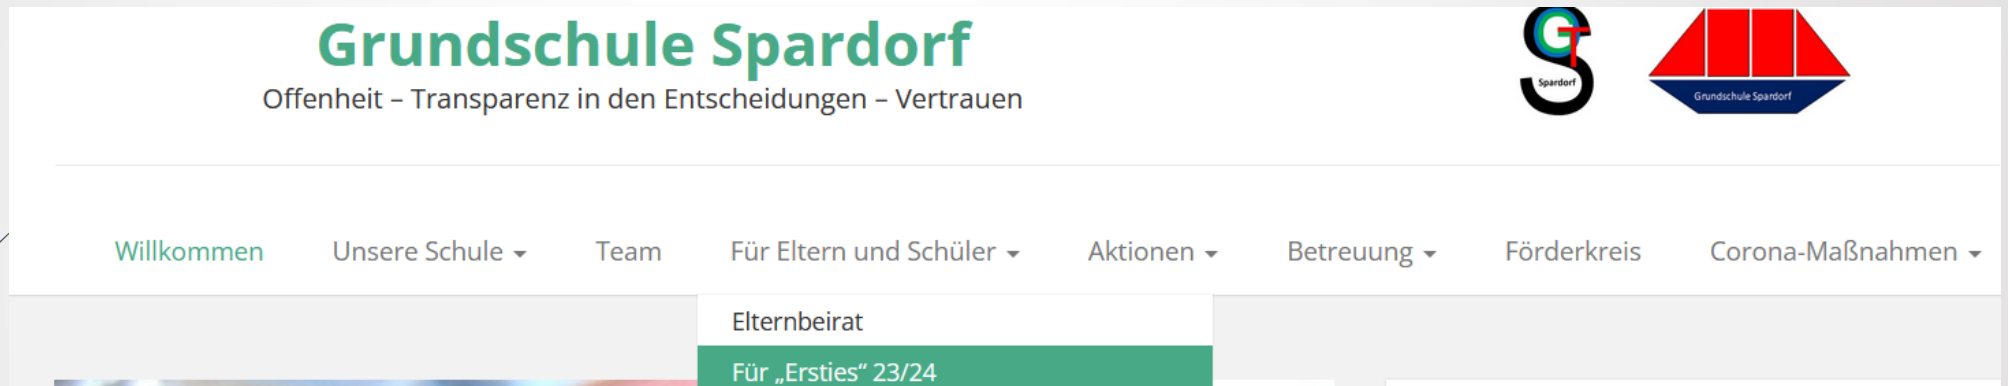 Grundschule Spardorf
Offenheit – Transparenz in den Entscheidungen – Vertrauen
GTS
Spardorf
Grundschule Spardorf
Willkommen Unsere Schule Team Für Eltern und Schüler Aktionen Betreuung Förderkreis Corona-Maßnahmen
Elternbeirat
Für „Ersties“ 23/24